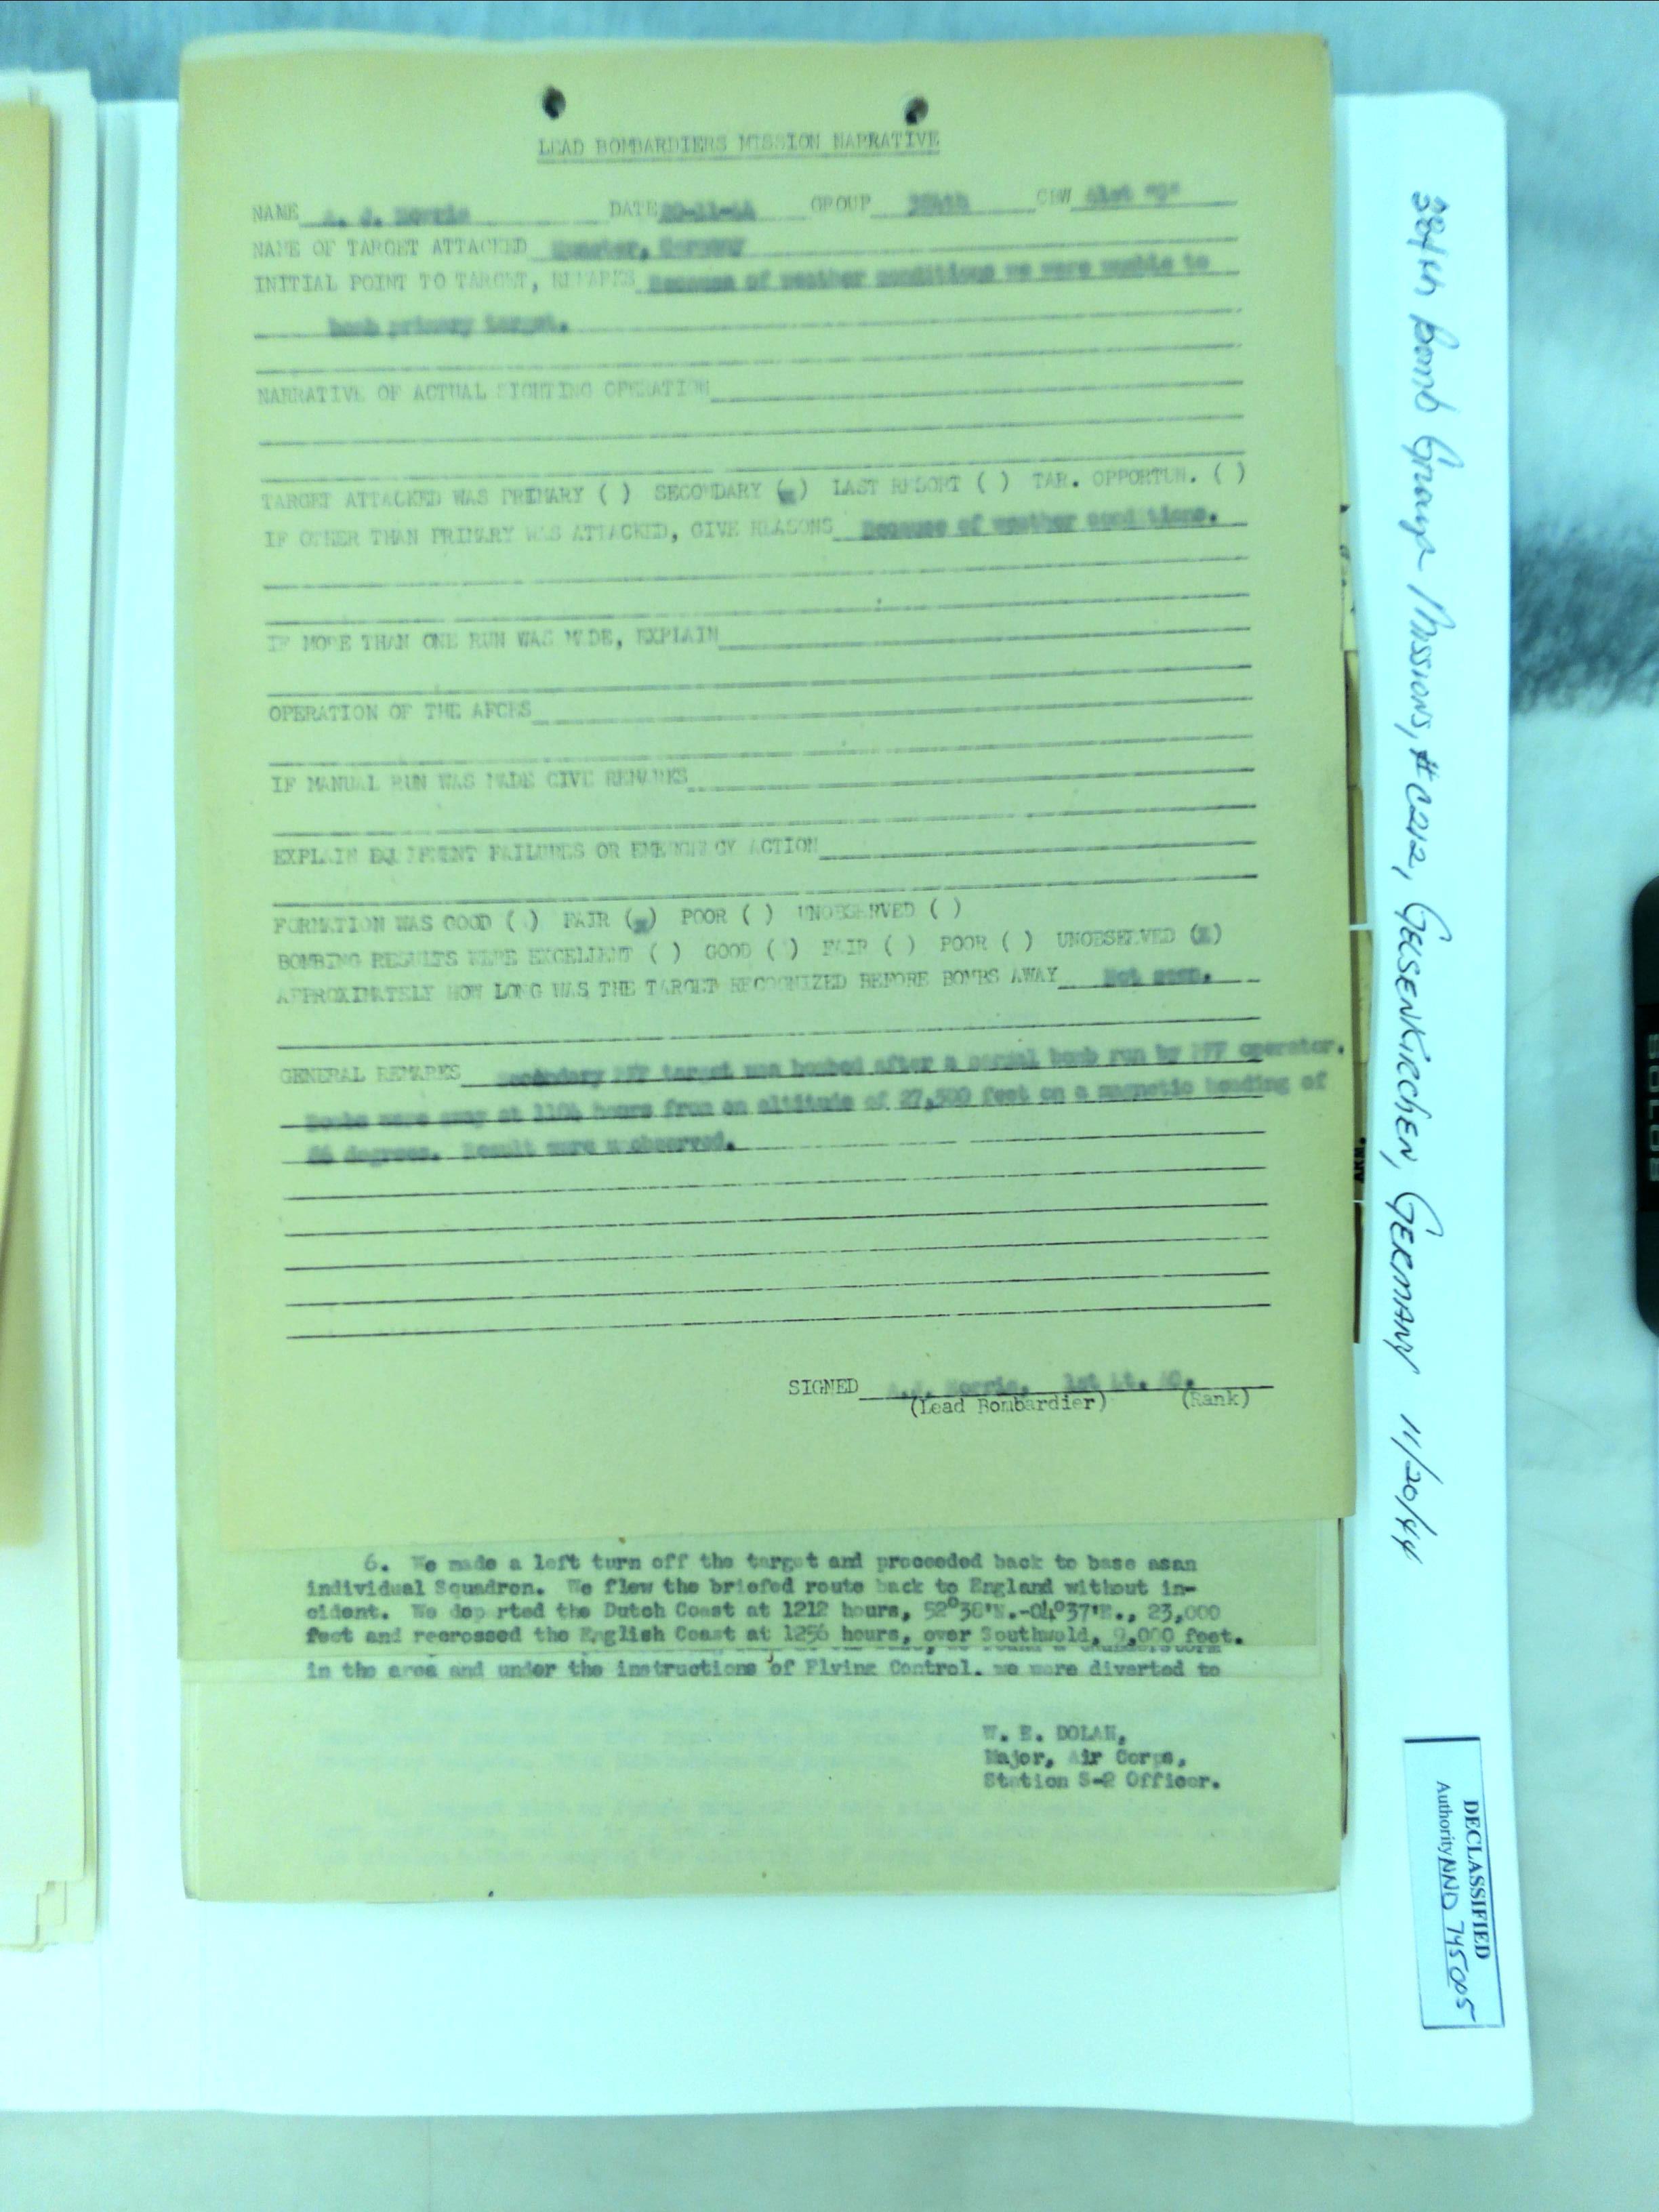 LEAD BOMBARDIERS MISSION NARRATIVE
NAME A. J. Morris DATE 20-11-44 GROUP 384th CBW 41st
NAME OF TARGET ATTACKED Munster, Germany
INITIAL POINT TO TARGET, REMARKS Because of weather conditions we were unable to
bomb primary target.
NARRATIVE OF ACTUAL SIGHTING OPERATION
TARGET ATTACKED WAS PRIMARY ( ) SECONDARY (x) LAST RESORT ( ) TAR. OPPORTUN. ( )
IF OTHER THAN PRIMARY WAS ATTACKED, GIVE REASONS Because of weather conditions.
IF MORE THAN ONE RUN WAS MADE, EXPLAIN
OPERATION OF THE AFCES
IF MANUAL RUN WAS MADE GIVE REMARKS
EXPLAIN EQUIPMENT FAILURES OR EMERGENCY ACTION
FORMATION WAS GOOD ( ) FAIR (x) POOR ( ) UNOBSERVED ( )
BOMBING RESULTS WERE EXCELLENT ( ) GOOD ( ) FAIR ( ) POOR ( ) UNOBSERVED (x)
APPROXIMATELY HOW LONG WAS THE TARGET RECOGNIZED BEFORE BOMBS AWAY Not seen.
GENERAL REMARKS Secondary PFF target was bombed after a normal bomb run by PFF operator.
Bombs were away at hours from an altitude of 27,500 feet on a magnetic heading of
degrees. Result were unobserved.
SIGNED A.J. Morris, 1st Lt. AC.
(Lead Bombardier) (Rank)
6. We made a left turn off the target and proceeded back to base asan
individual Squadron. We flew the briefed route back to England without in-
cident. We departed the Dutch Coast at 1212 hours, 52°38'N.-04°37'E., 23,000
feet and recrossed the English Coast at 1256 hours, over Southwold, 9,000 feet.
in the area and under the instructions of Flying Control. we were diverted to
W. E. DOLAN,
Major, Air Corps,
Station S-2 Officer.
384th Bomb Group Missions, #C212, GELSENKIRCHEN, GERMANY 11/20/44
DECLASSIFIED
Authority NND 745005